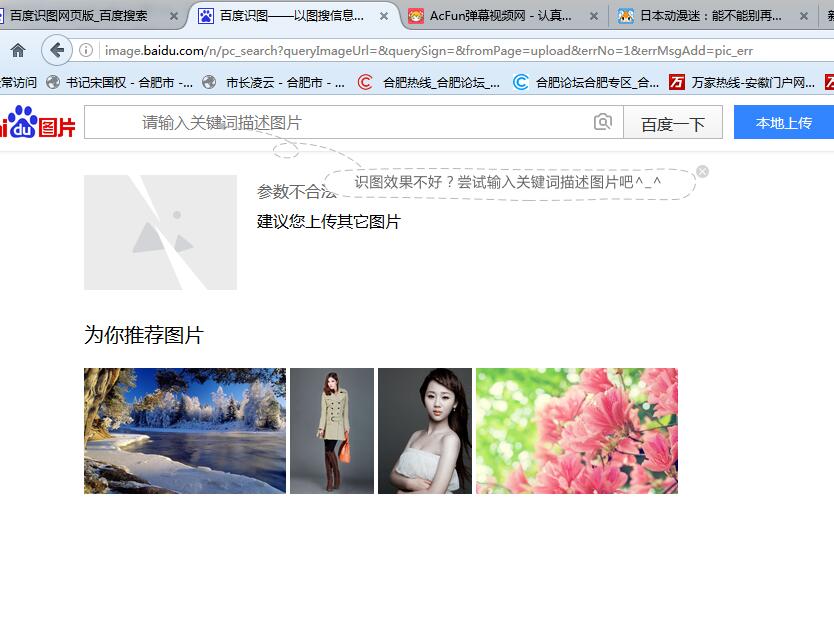 百度识图网页版_百度搜索
百度识图——以图搜信息...
AcFun弹幕视频网 - 认真...
日本动漫迷：能不能别再...
image.baidu.com/n/pc_search?queryImageUrl=&querySign=&fromPage=upload&errNo=1&errMsgAdd=pic_err
常访问
书记宋国权 - 合肥市 -...
市长凌云 - 合肥市 - ...
合肥热线_合肥论坛_...
合肥论坛合肥专区_合...
万 万家热线-安徽门户网...
du图片
请输入关键词描述图片
百度一下
本地上传
识图效果不好？尝试输入关键词描述图片吧^_^
参数不合法
建议您上传其它图片
为你推荐图片